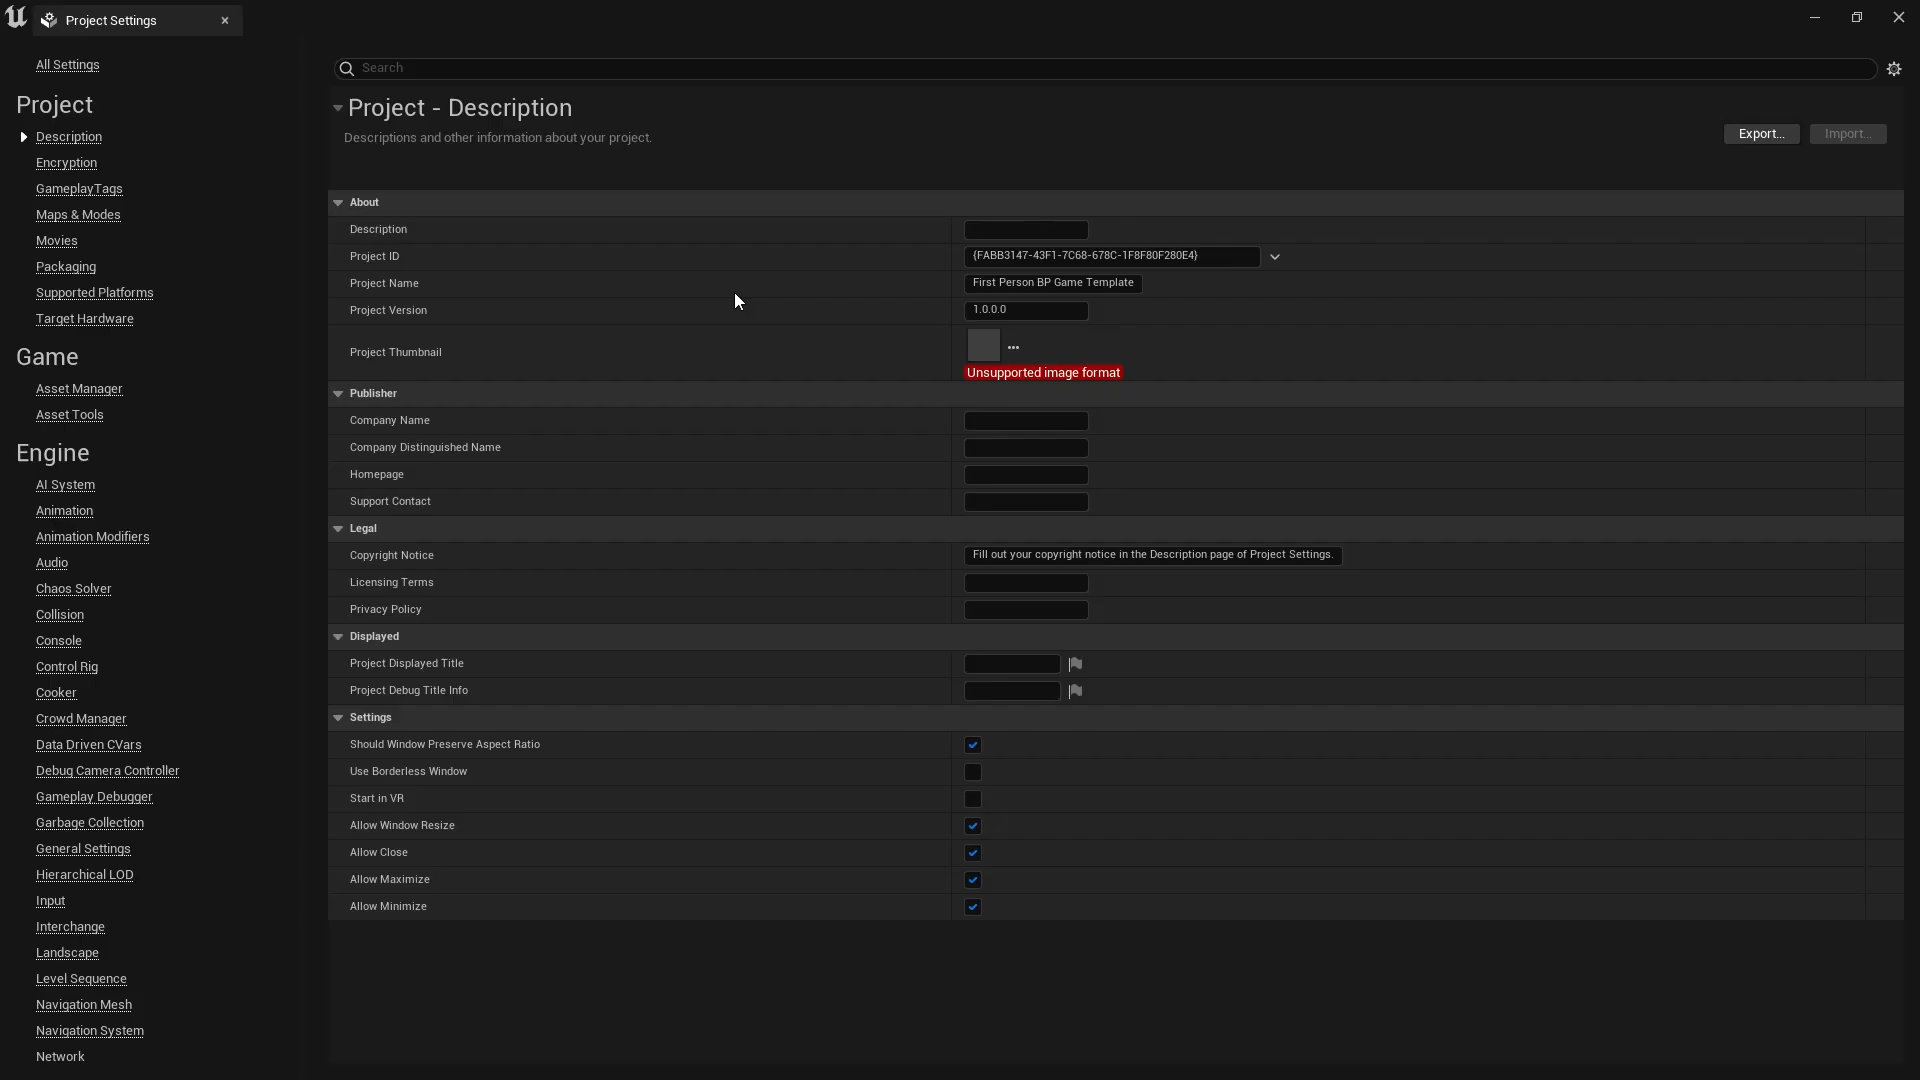 Project Settings
All Settings
Search
Project
Description
Encryption
GameplayTags
Maps & Modes
Movies
Packaging
Supported Platforms
Target Hardware
Game
Asset Manager
Asset Tools
Engine
AI System
Animation
Animation Modifiers
Audio
Chaos Solver
Collision
Console
Control Rig
Cooker
Crowd Manager
Data Driven CVars
Debug Camera Controller
Gameplay Debugger
Garbage Collection
General Settings
Hierarchical LOD
Input
Interchange
Landscape
Level Sequence
Navigation Mesh
Navigation System
Network
Project - Description
Descriptions and other information about your project.
Export...
Import...
About
Description
Project ID {FABB3147-43F1-7C68-678C-1F8F80F280E4}
Project Name First Person BP Game Template
Project Version 1.0.0.0
Project Thumbnail
Unsupported image format
Publisher
Company Name
Company Distinguished Name
Homepage
Support Contact
Legal
Copyright Notice Fill out your copyright notice in the Description page of Project Settings.
Licensing Terms
Privacy Policy
Displayed
Project Displayed Title
Project Debug Title Info
Settings
Should Window Preserve Aspect Ratio
Use Borderless Window
Start in VR
Allow Window Resize
Allow Close
Allow Maximize
Allow Minimize